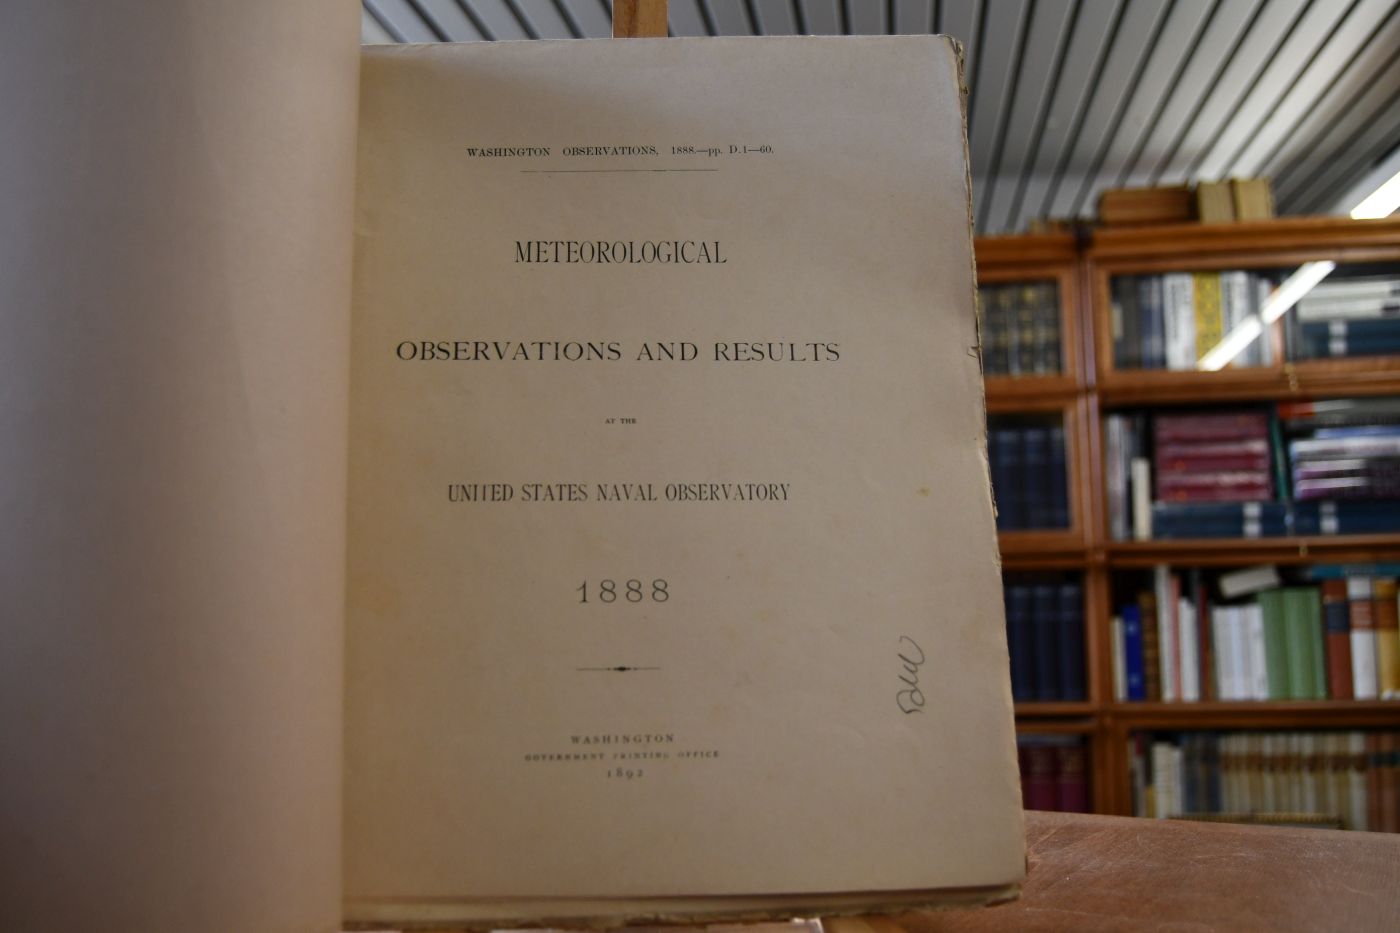 WASHINGTON OBSERVATIONS, 1888.—pp. D.1—60.
METEOROLOGICAL
OBSERVATIONS AND RESULTS
AT THE
UNITED STATES NAVAL OBSERVATORY
1888
WASHINGTON
GOVERNMENT PRINTING OFFICE
1892